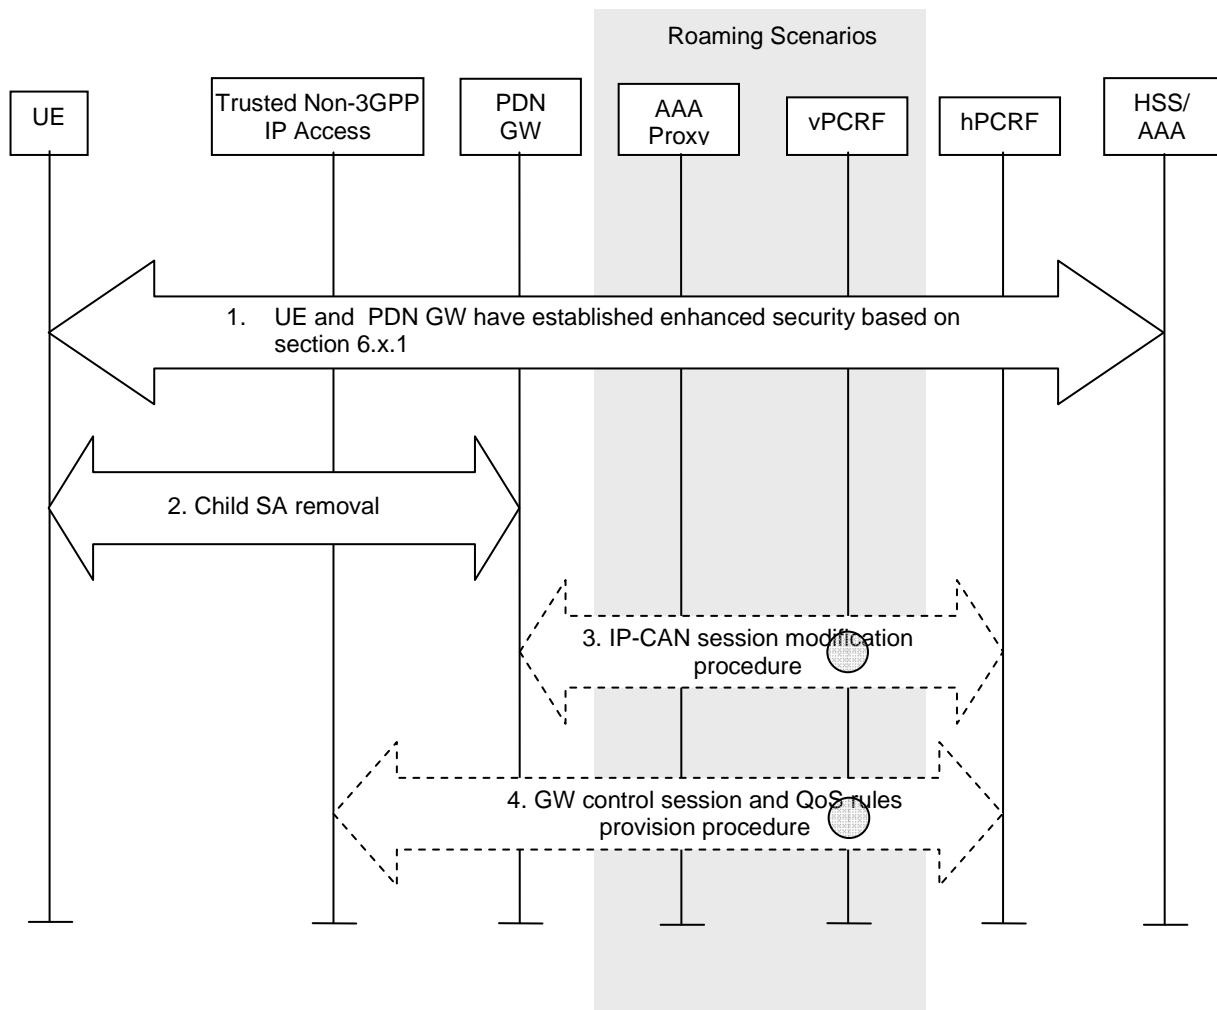 Roaming Scenarios
UE
Trusted Non-3GPP
IP Access
PDN
GW
AAA
Proxy
vPCRF
hPCRF
HSS/
AAA
1. UE and PDN GW have established enhanced security based on
section 6.x.1
2. Child SA removal
3. IP-CAN session modification
procedure
4. GW control session and QoS rules
provision procedure